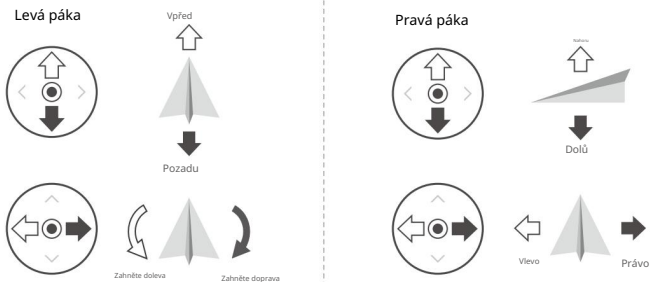 Levá páka
Vpřed
Pozadu
Zahněte doleva
Zahněte doprava
Pravá páka
Nahoru
Dolů
Vlevo
Právo